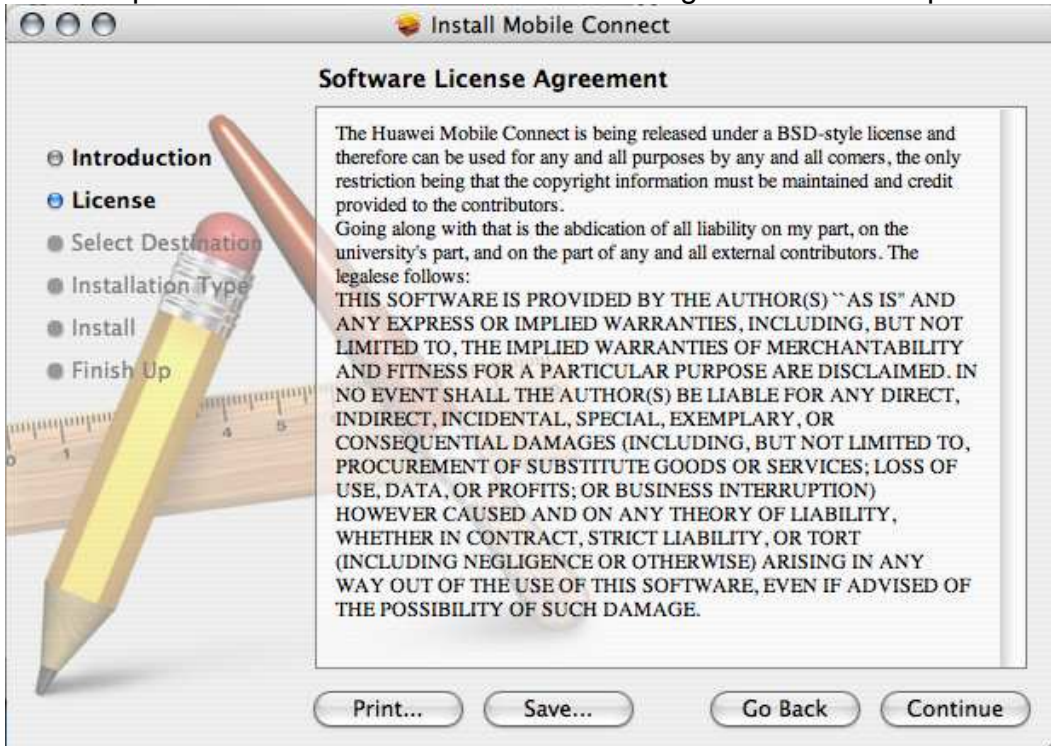 Install Mobile Connect
Software License Agreement
Introduction
License
Select Destination
Installation Type
Install
Finish Up
The Huawei Mobile Connect is being released under a BSD-style license and
therefore can be used for any and all purposes by any and all comers, the only
restriction being that the copyright information must be maintained and credit
provided to the contributors.
Going along with that is the abdication of all liability on my part, on the
university's part, and on the part of any and all external contributors. The
legalese follows:
THIS SOFTWARE IS PROVIDED BY THE AUTHOR(S) ``AS IS'' AND
ANY EXPRESS OR IMPLIED WARRANTIES, INCLUDING, BUT NOT
LIMITED TO, THE IMPLIED WARRANTIES OF MERCHANTABILITY
AND FITNESS FOR A PARTICULAR PURPOSE ARE DISCLAIMED. IN
NO EVENT SHALL THE AUTHOR(S) BE LIABLE FOR ANY DIRECT,
INDIRECT, INCIDENTAL, SPECIAL, EXEMPLARY, OR
CONSEQUENTIAL DAMAGES (INCLUDING, BUT NOT LIMITED TO,
PROCUREMENT OF SUBSTITUTE GOODS OR SERVICES; LOSS OF
USE, DATA, OR PROFITS; OR BUSINESS INTERRUPTION)
HOWEVER CAUSED AND ON ANY THEORY OF LIABILITY,
WHETHER IN CONTRACT, STRICT LIABILITY, OR TORT
(INCLUDING NEGLIGENCE OR OTHERWISE) ARISING IN ANY
WAY OUT OF THE USE OF THIS SOFTWARE, EVEN IF ADVISED OF
THE POSSIBILITY OF SUCH DAMAGE.
0 1 4 5
Print... Save... Go Back Continue